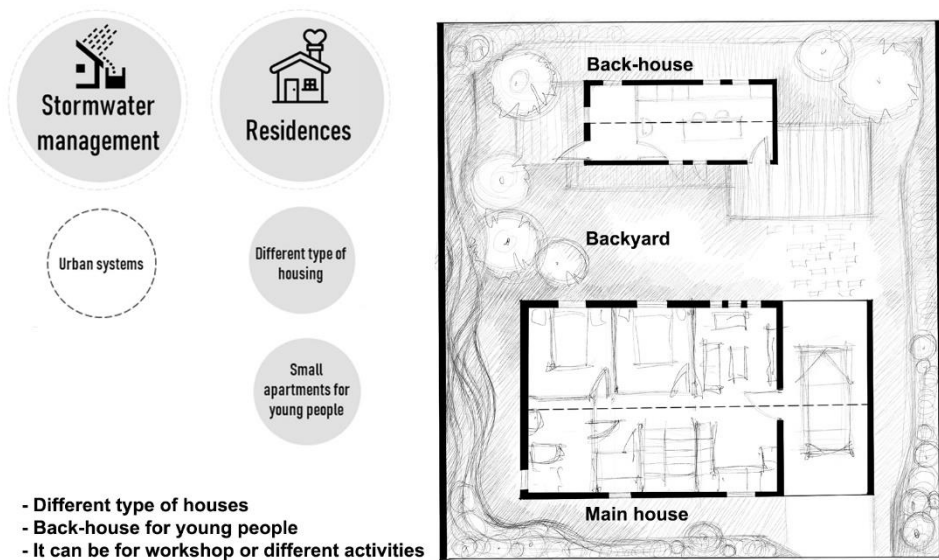 Stormwater
management
Residences
Urban systems
Different type of
housing
Small
apartments for
young people
- Different type of houses
- Back-house for young people
- It can be for workshop or different activities
Back-house
Backyard
Main house